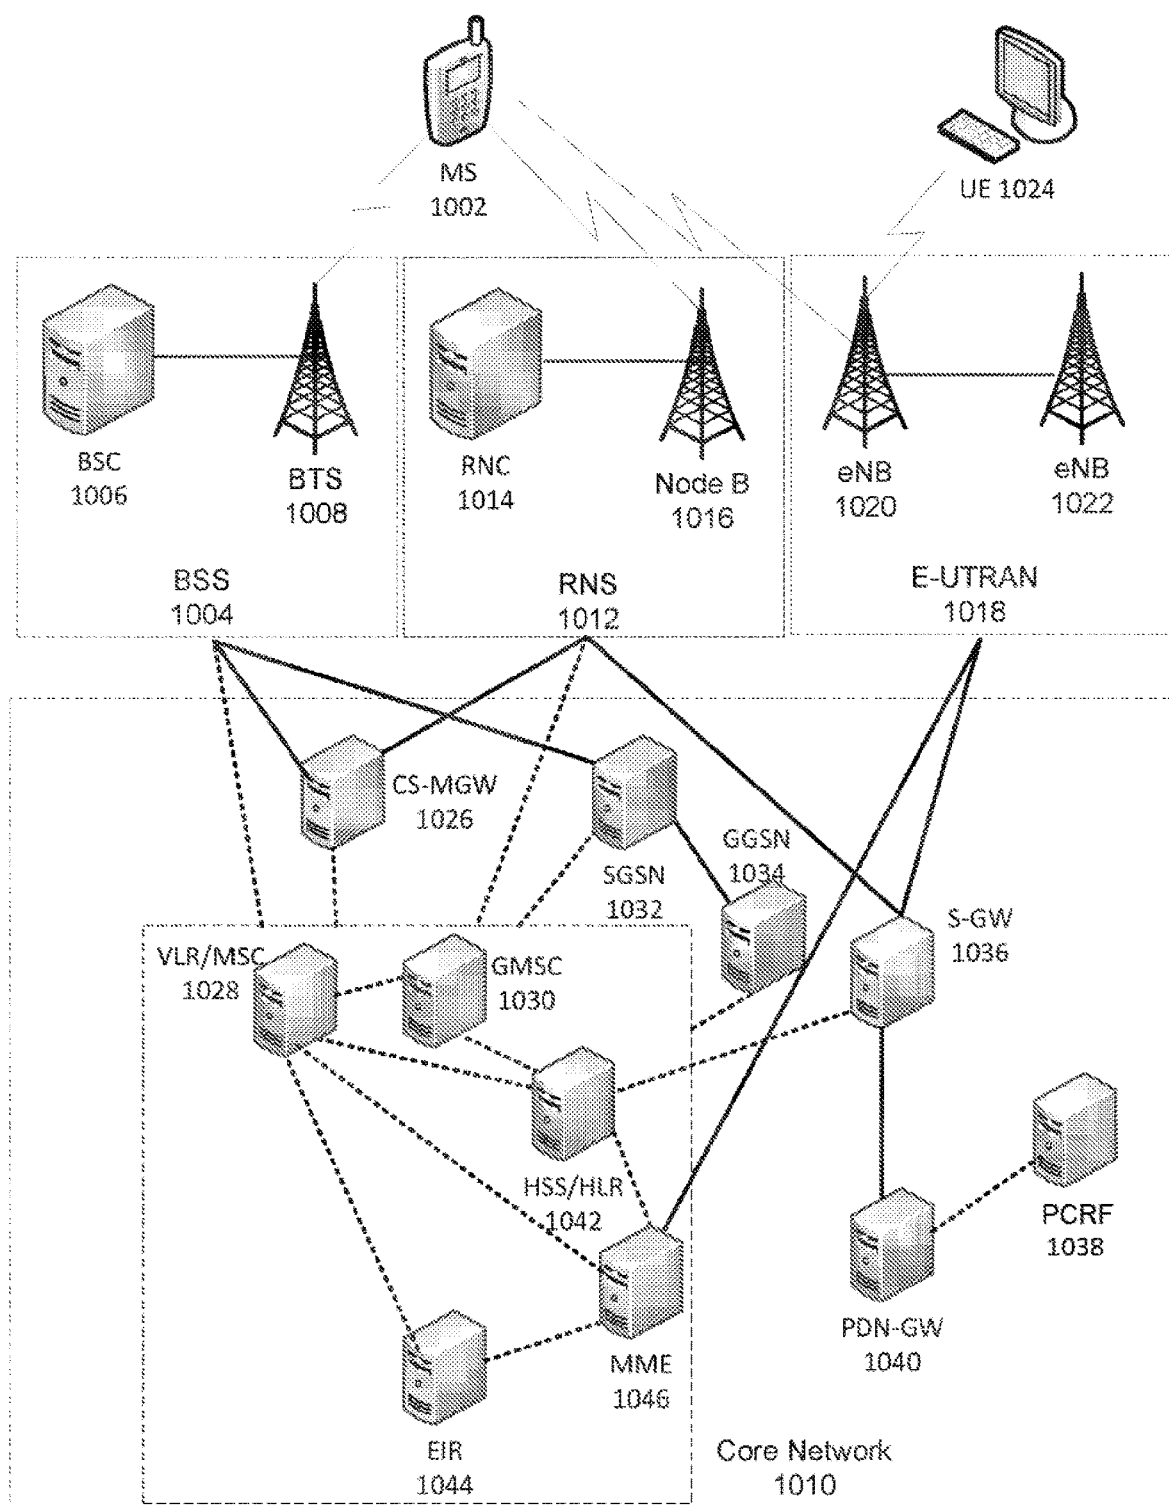 MS
1002
UE 1024
BSC
1006
BTS
1008
RNC
1014
Node B
1016
eNB
1020
eNB
1022
BSS
1004
RNS
1012
E-UTRAN
1018
CS-MGW
1026
SGSN
1032
GGSN
1034
S-GW
1036
VLR/MSC
1028
GMSC
1030
HSS/HLR
1042
PCRF
1038
PDN-GW
1040
MME
1046
EIR
1044
Core Network
1010